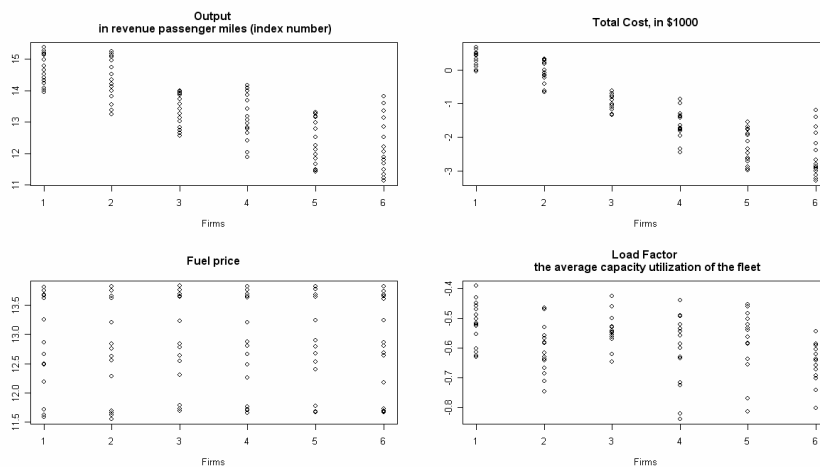 Output
in revenue passenger miles (index number)
15
14
13
12
11
1 2 3 4 5 6
Firms
Total Cost, in $1000
0
-1
-2
-3
1 2 3 4 5 6
Firms
Fuel price
13.5
13.0
12.5
12.0
11.5
1 2 3 4 5 6
Firms
Load Factor
the average capacity utilization of the fleet
-0.4
-0.5
-0.6
-0.7
-0.8
1 2 3 4 5 6
Firms